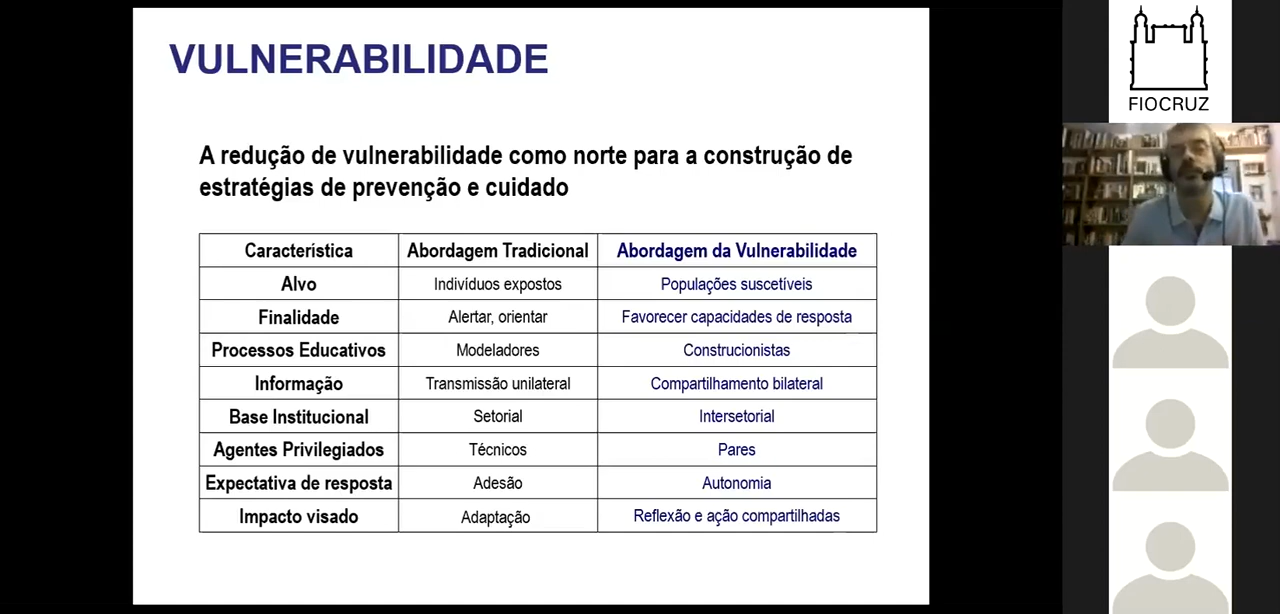 VULNERABILIDADE
A redução de vulnerabilidade como norte para a construção de
estratégias de prevenção e cuidado
Característica Abordagem Tradicional Abordagem da Vulnerabilidade
Alvo Indivíduos expostos Populações suscetíveis
Finalidade Alertar, orientar Favorecer capacidades de resposta
Processos Educativos Modeladores Construcionistas
Informação Transmissão unilateral Compartilhamento bilateral
Base Institucional Setorial Intersetorial
Agentes Privilegiados Técnicos Pares
Expectativa de resposta Adesão Autonomia
Impacto visado Adaptação Reflexão e ação compartilhadas
FIOCRUZ